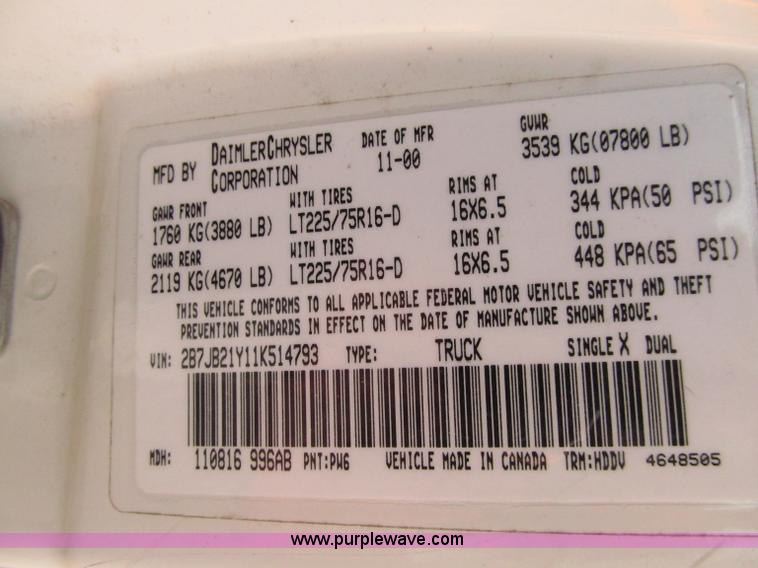 MFD BY DAIMLERCHRYSLER CORPORATION DATE OF MFR 11-00 GVWR 3539 KG(07800 LB)
GAWR FRONT WITH TIRES RIMS AT COLD
1760 KG(3880 LB) LT225/75R16-D 16X6.5 344 KPA(50 PSI)
GAWR REAR WITH TIRES RIMS AT COLD
2119 KG(4670 LB) LT225/75R16-D 16X6.5 448 KPA(65 PSI)
THIS VEHICLE CONFORMS TO ALL APPLICABLE FEDERAL MOTOR VEHICLE SAFETY AND THEFT
PREVENTION STANDARDS IN EFFECT ON THE DATE OF MANUFACTURE SHOWN ABOVE.
VIN: 2B7JB21Y11K514793 TYPE: TRUCK SINGLE X DUAL
MDH: 110816 996AB PNT:PW6 VEHICLE MADE IN CANADA TRM:HDDV 4648505
www.purplewave.com